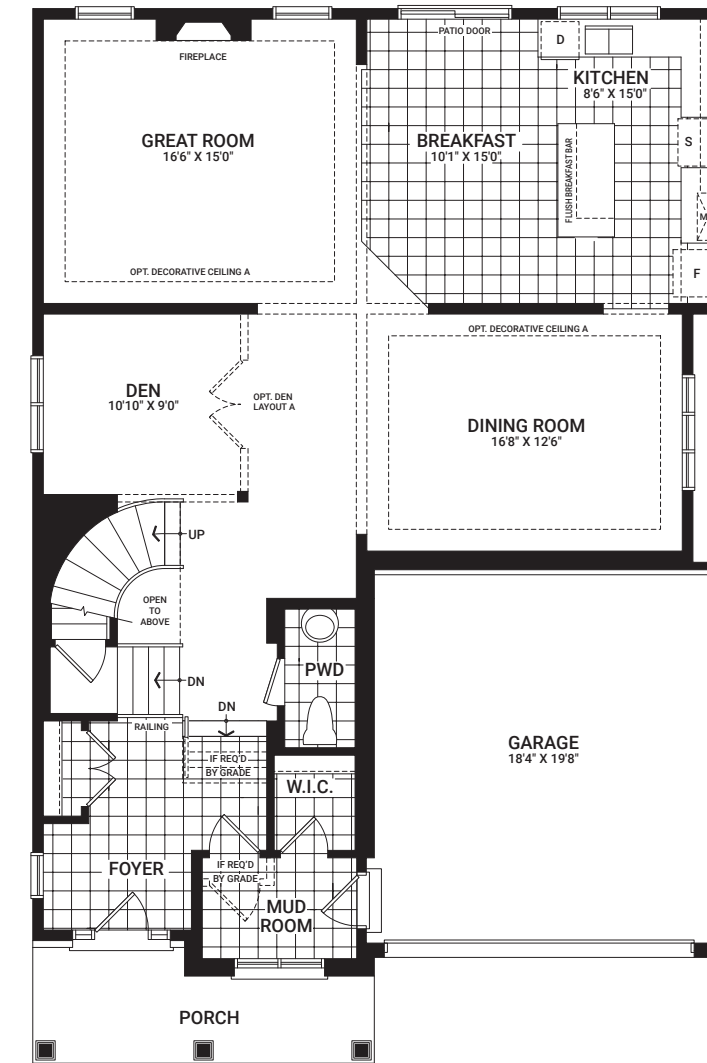 FIREPLACE
GREAT ROOM
16'6" X 15'0"
OPT. DECORATIVE CEILING A
PATIO DOOR
D
KITCHEN
8'6" X 15'0"
BREAKFAST
10'1" X 15'0"
FLUSH BREAKFAST BAR
S
M
F
DEN
10'10" X 9'0"
OPT. DEN
LAYOUT A
OPT. DECORATIVE CEILING A
DINING ROOM
16'8" X 12'6"
UP
OPEN
TO
ABOVE
DN
RAILING
DN
PWD
IF REQ'D
BY GRADE
W.I.C.
GARAGE
18'4" X 19'8"
FOYER
IF REQ'D
BY GRADE
MUD
ROOM
PORCH